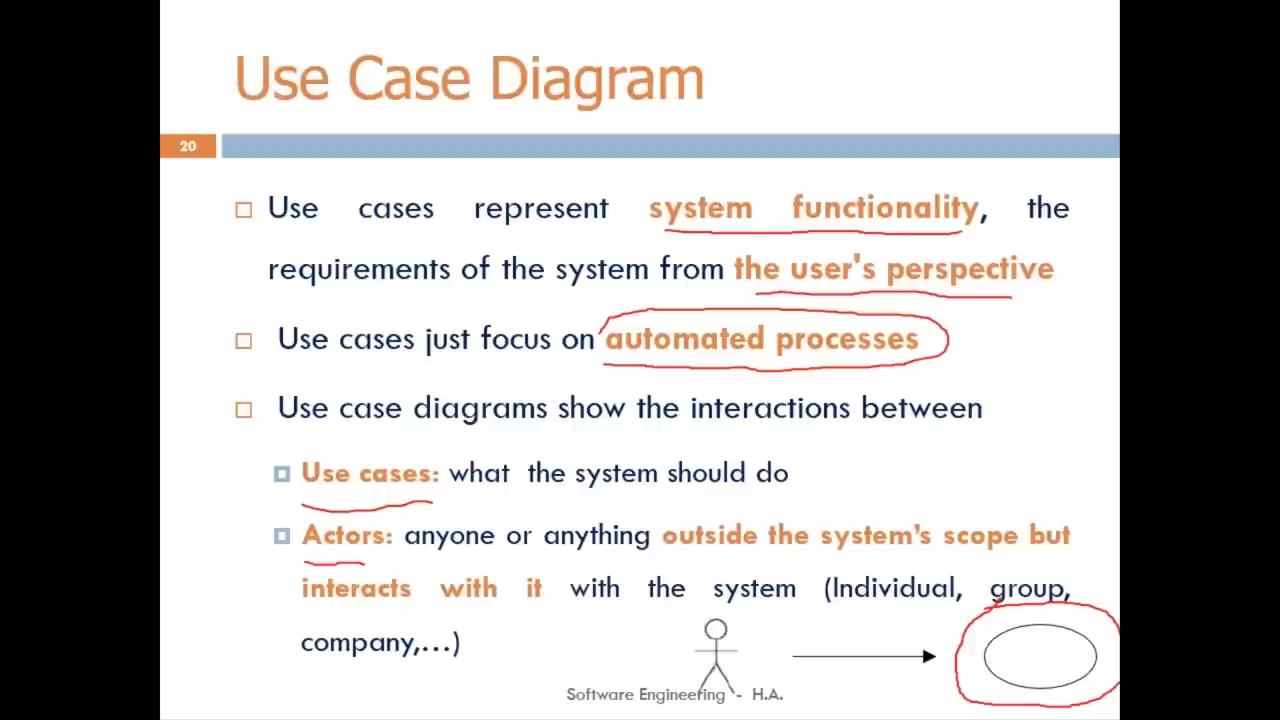 Use Case Diagram
20
Use cases represent system functionality, the
requirements of the system from the user's perspective
Use cases just focus on automated processes
Use case diagrams show the interactions between
Use cases: what the system should do
Actors: anyone or anything outside the system’s scope but
interacts with it with the system (Individual, group,
company,…)
Software Engineering - H.A.